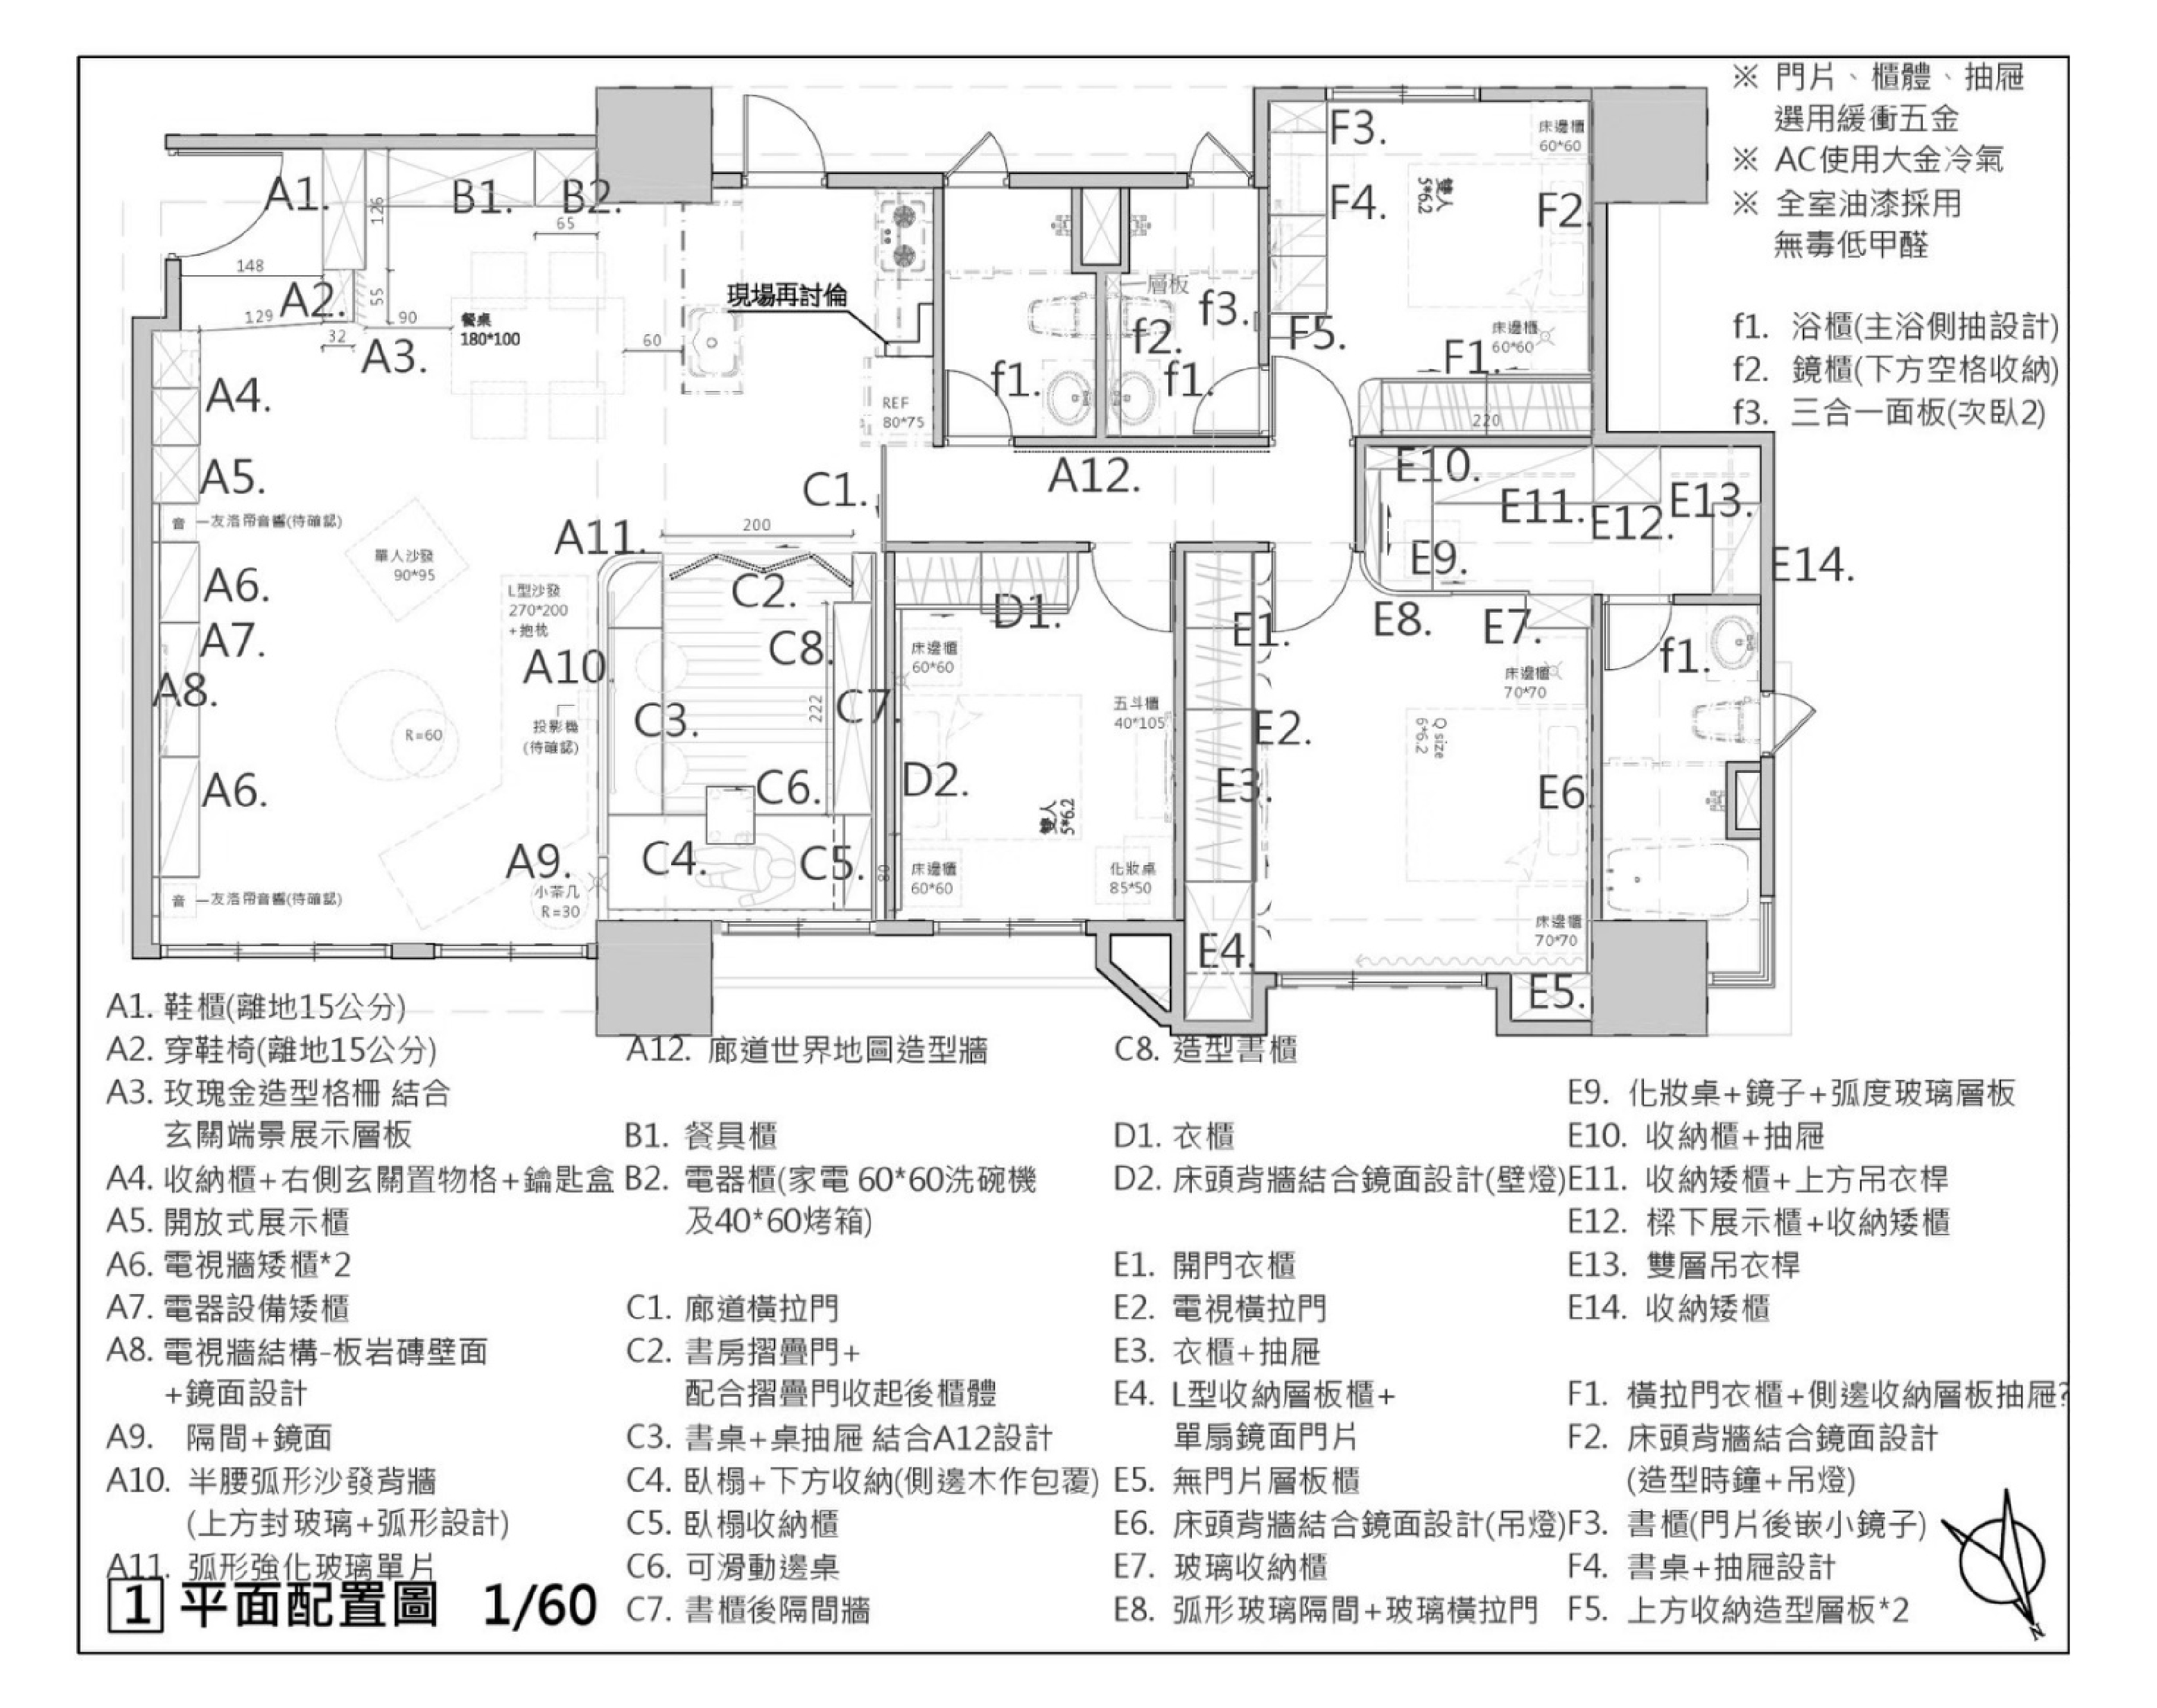 ※ 門片、櫃體、抽屜
選用緩衝五金
※ AC使用大金冷氣
※ 全室油漆採用
無毒低甲醛
f1. 浴櫃(主浴側抽設計)
f2. 鏡櫃(下方空格收納)
f3. 三合一面板(次臥2)
A1.
B1.
B2.
126
65
148
A2.
55
129
90
32
A3.
餐桌
180*100
60
現場再討倫
REF
80*75
f1.
層板
f2.
f3.
f1.
F3.
F4.
F5.
雙人
5*6.2
床邊櫃
60*60
F2.
床邊櫃
60*60
F1.
220
A4.
A5.
音 友洛帝音響(待確認)
A6.
A7.
A8.
A6.
音 友洛帝音響(待確認)
單人沙發
90*95
L型沙發
270*200
+抱枕
R=60
A10.
投影機
(待確認)
A9.
小茶几
R=30
A11.
200
C1.
C2.
C8.
C3.
222
C7.
C6.
C4.
C5.
80
A12.
D1.
床邊櫃
60*60
D2.
五斗櫃
40*105
雙人
5*6.2
床邊櫃
60*60
化妝桌
85*50
E1.
E2.
E3.
E4.
E10.
E11.
E12.
E13.
E14.
E9.
E8.
E7.
床邊櫃
70*70
Q size
6*6.2
E6.
床邊櫃
70*70
E5.
f1.
A1. 鞋櫃(離地15公分)
A2. 穿鞋椅(離地15公分)
A3. 玫瑰金造型格柵 結合
玄關端景展示層板
A4. 收納櫃+右側玄關置物格+鑰匙盒
A5. 開放式展示櫃
A6. 電視牆矮櫃*2
A7. 電器設備矮櫃
A8. 電視牆結構-板岩磚壁面
+鏡面設計
A9. 隔間+鏡面
A10. 半腰弧形沙發背牆
(上方封玻璃+弧形設計)
A11. 弧形強化玻璃單片
A12. 廊道世界地圖造型牆
B1. 餐具櫃
B2. 電器櫃(家電 60*60洗碗機
及40*60烤箱)
C1. 廊道橫拉門
C2. 書房摺疊門+
配合摺疊門收起後櫃體
C3. 書桌+桌抽屜 結合A12設計
C4. 臥榻+下方收納(側邊木作包覆)
C5. 臥榻收納櫃
C6. 可滑動邊桌
C7. 書櫃後隔間牆
C8. 造型書櫃
D1. 衣櫃
D2. 床頭背牆結合鏡面設計(壁燈)
E1. 開門衣櫃
E2. 電視橫拉門
E3. 衣櫃+抽屜
E4. L型收納層板櫃+
單扇鏡面門片
E5. 無門片層板櫃
E6. 床頭背牆結合鏡面設計(吊燈)
E7. 玻璃收納櫃
E8. 弧形玻璃隔間+玻璃橫拉門
E9. 化妝桌+鏡子+弧度玻璃層板
E10. 收納櫃+抽屜
E11. 收納矮櫃+上方吊衣桿
E12. 樑下展示櫃+收納矮櫃
E13. 雙層吊衣桿
E14. 收納矮櫃
F1. 橫拉門衣櫃+側邊收納層板抽屜?
F2. 床頭背牆結合鏡面設計
(造型時鐘+吊燈)
F3. 書櫃(門片後嵌小鏡子)
F4. 書桌+抽屜設計
F5. 上方收納造型層板*2
1 平面配置圖 1/60
N